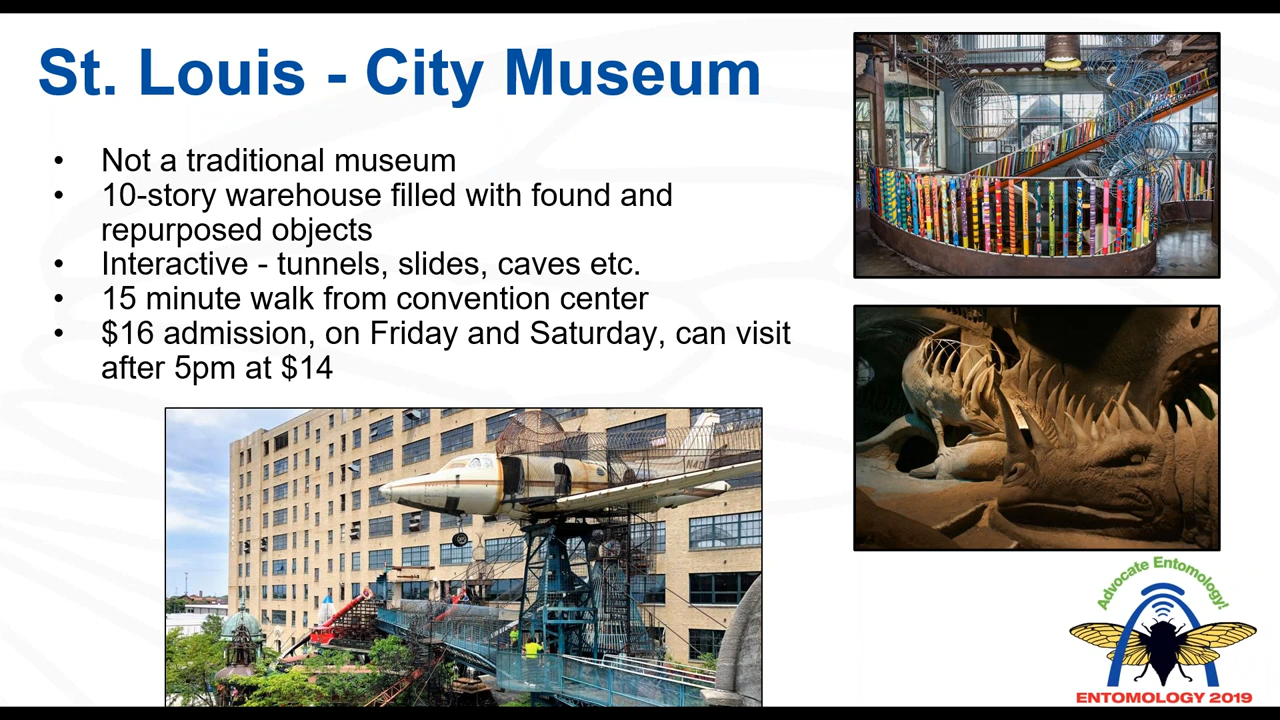 St. Louis - City Museum
• Not a traditional museum
• 10-story warehouse filled with found and
repurposed objects
• Interactive - tunnels, slides, caves etc.
• 15 minute walk from convention center
• $16 admission, on Friday and Saturday, can visit
after 5pm at $14
Advocate Entomology!
ENTOMOLOGY 2019